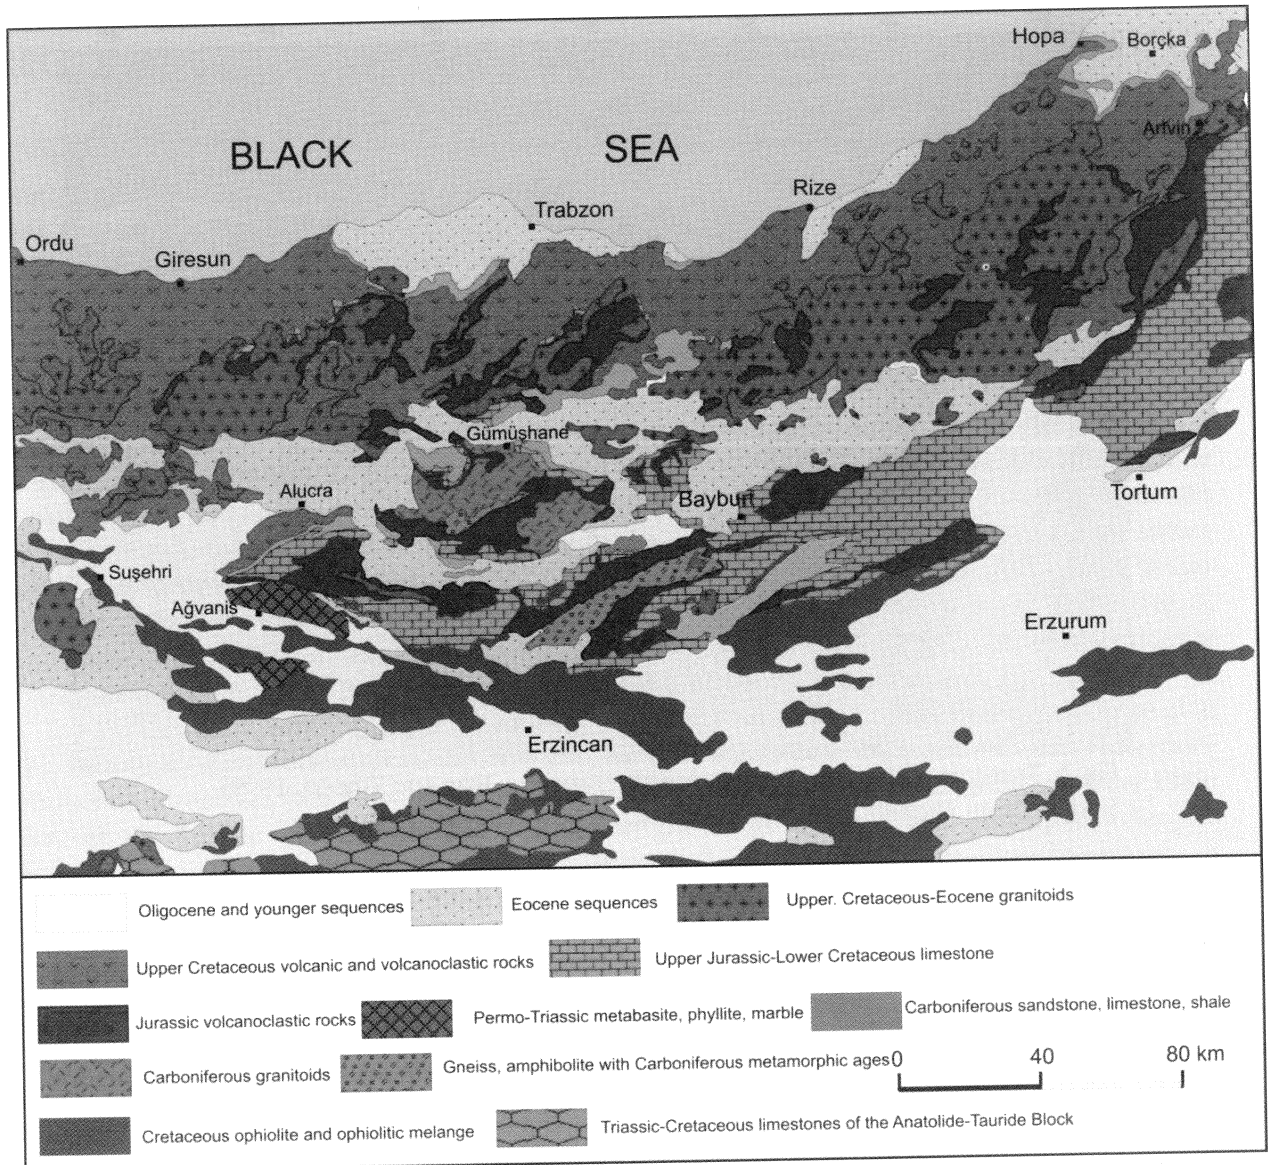 Hopa
Borçka
Artvin
BLACK SEA
Rize
Trabzon
Ordu
Giresun
Gümüşhane
Alucra
Bayburt
Tortum
Suşehri
Ağvanis
Erzurum
Erzincan
Oligocene and younger sequences
Eocene sequences
Upper. Cretaceous-Eocene granitoids
Upper Cretaceous volcanic and volcanoclastic rocks
Upper Jurassic-Lower Cretaceous limestone
Jurassic volcanoclastic rocks
Permo-Triassic metabasite, phyllite, marble
Carboniferous sandstone, limestone, shale
Carboniferous granitoids
Gneiss, amphibolite with Carboniferous metamorphic ages
0 40 80 km
Cretaceous ophiolite and ophiolitic melange
Triassic-Cretaceous limestones of the Anatolide-Tauride Block